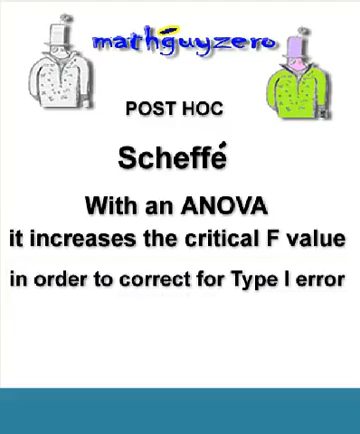 mathguyzero
POST HOC
Scheffé
With an ANOVA
it increases the critical F value
in order to correct for Type I error